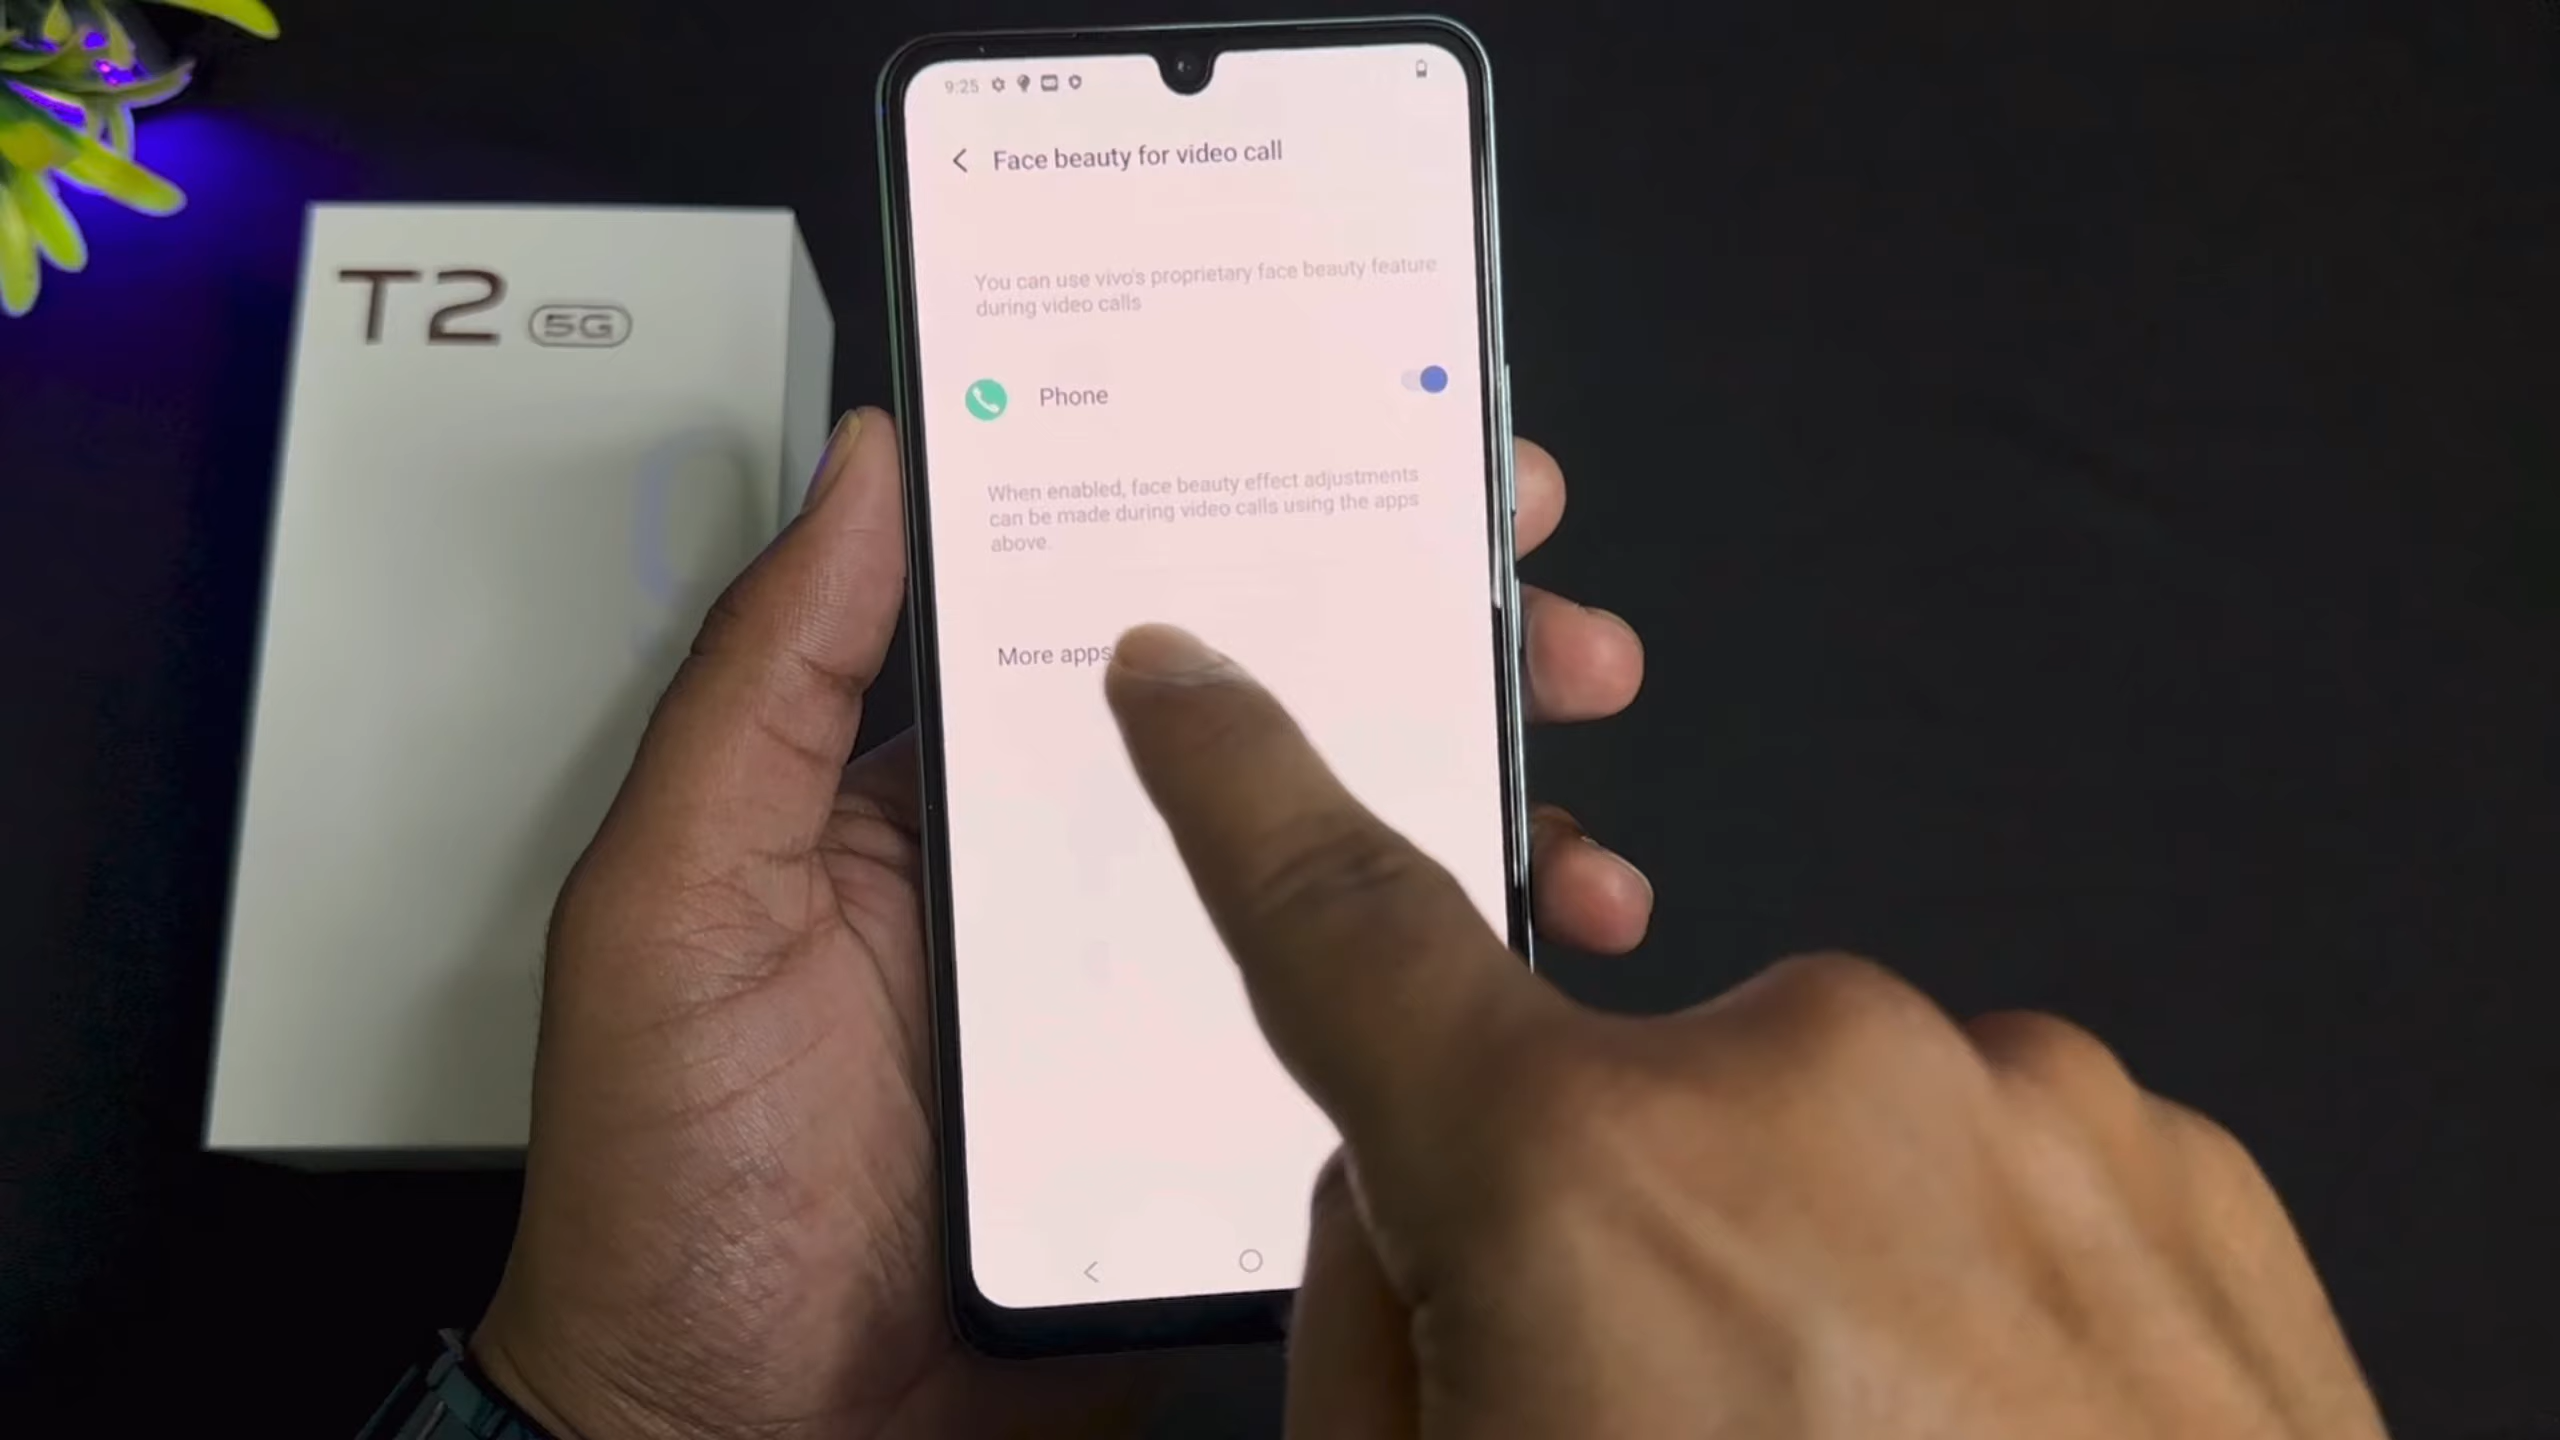 T2 5G
9:25
Face beauty for video call
You can use vivo's proprietary face beauty feature
during video calls
Phone
When enabled, face beauty effect adjustments
can be made during video calls using the apps
above.
More apps